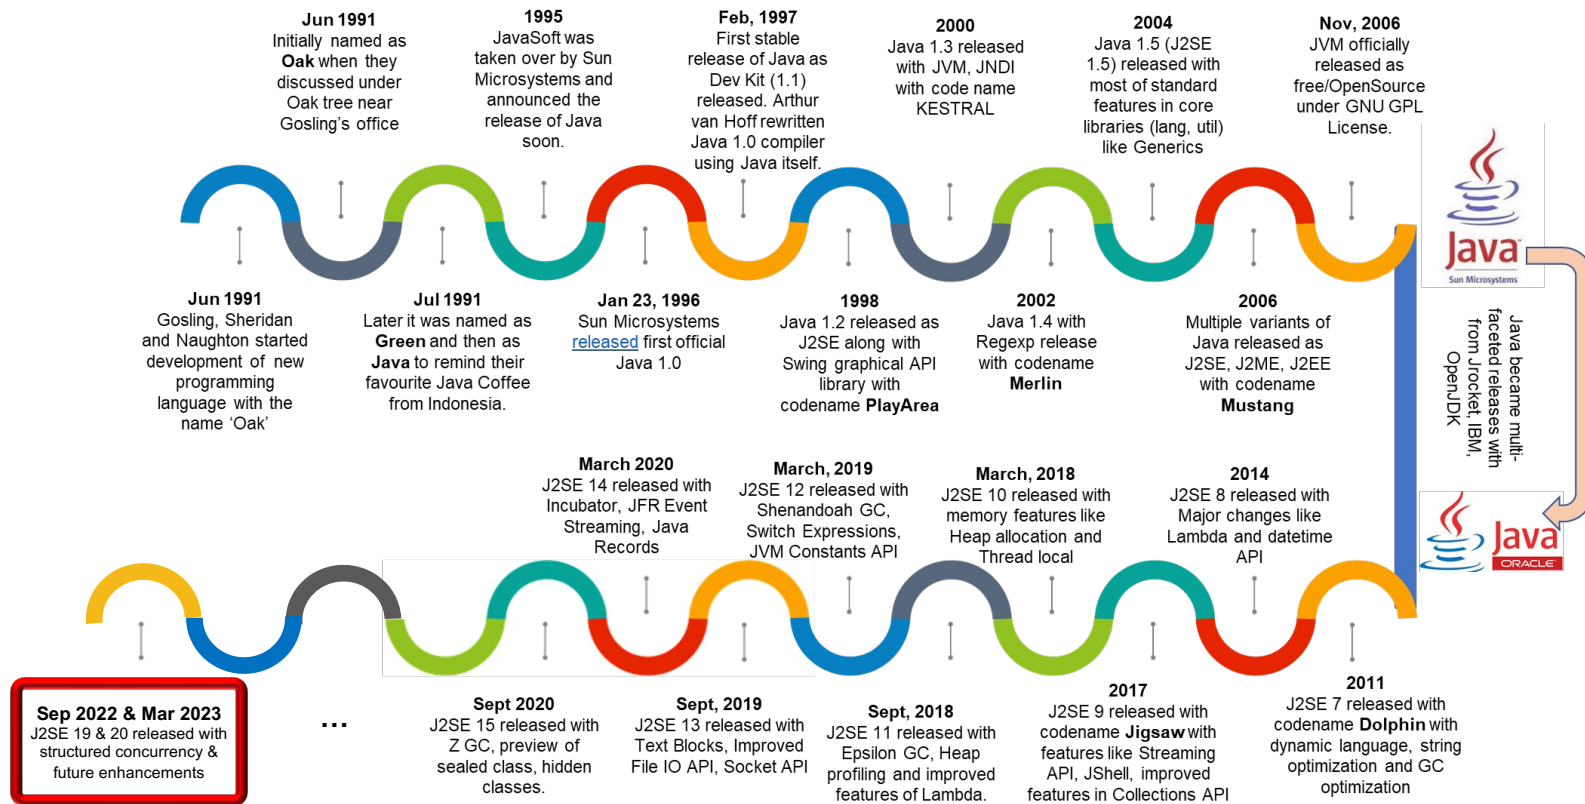 Jun 1991
Initially named as
Oak when they
discussed under
Oak tree near
Gosling's office
1995
JavaSoft was
taken over by Sun
Microsystems and
announced the
release of Java
soon.
Feb, 1997
First stable
release of Java as
Dev Kit (1.1)
released. Arthur
van Hoff rewritten
Java 1.0 compiler
using Java itself.
2000
Java 1.3 released
with JVM, JNDI
with code name
KESTRAL
2004
Java 1.5 (J2SE
1.5) released with
most of standard
features in core
libraries (lang, util)
like Generics
Nov, 2006
JVM officially
released as
free/OpenSource
under GNU GPL
License.
Java™
Sun Microsystems
Jun 1991
Gosling, Sheridan
and Naughton started
development of new
programming
language with the
name ‘Oak’
Jul 1991
Later it was named as
Green and then as
Java to remind their
favourite Java Coffee
from Indonesia.
Jan 23, 1996
Sun Microsystems
released first official
Java 1.0
1998
Java 1.2 released as
J2SE along with
Swing graphical API
library with
codename PlayArea
2002
Java 1.4 with
Regexp release
with codename
Merlin
2006
Multiple variants of
Java released as
J2SE, J2ME, J2EE
with codename
Mustang
Java became multi-
faceted releases with
from Jrocket, IBM,
OpenJDK
Java
ORACLE
March 2020
J2SE 14 released with
Incubator, JFR Event
Streaming, Java
Records
March, 2019
J2SE 12 released with
Shenandoah GC,
Switch Expressions,
JVM Constants API
March, 2018
J2SE 10 released with
memory features like
Heap allocation and
Thread local
2014
J2SE 8 released with
Major changes like
Lambda and datetime
API
Sep 2022 & Mar 2023
J2SE 19 & 20 released with
structured concurrency &
future enhancements
...
Sept 2020
J2SE 15 released with
Z GC, preview of
sealed class, hidden
classes.
Sept, 2019
J2SE 13 released with
Text Blocks, Improved
File IO API, Socket API
Sept, 2018
J2SE 11 released with
Epsilon GC, Heap
profiling and improved
features of Lambda.
2017
J2SE 9 released with
codename Jigsaw with
features like Streaming
API, JShell, improved
features in Collections API
2011
J2SE 7 released with
codename Dolphin with
dynamic language, string
optimization and GC
optimization